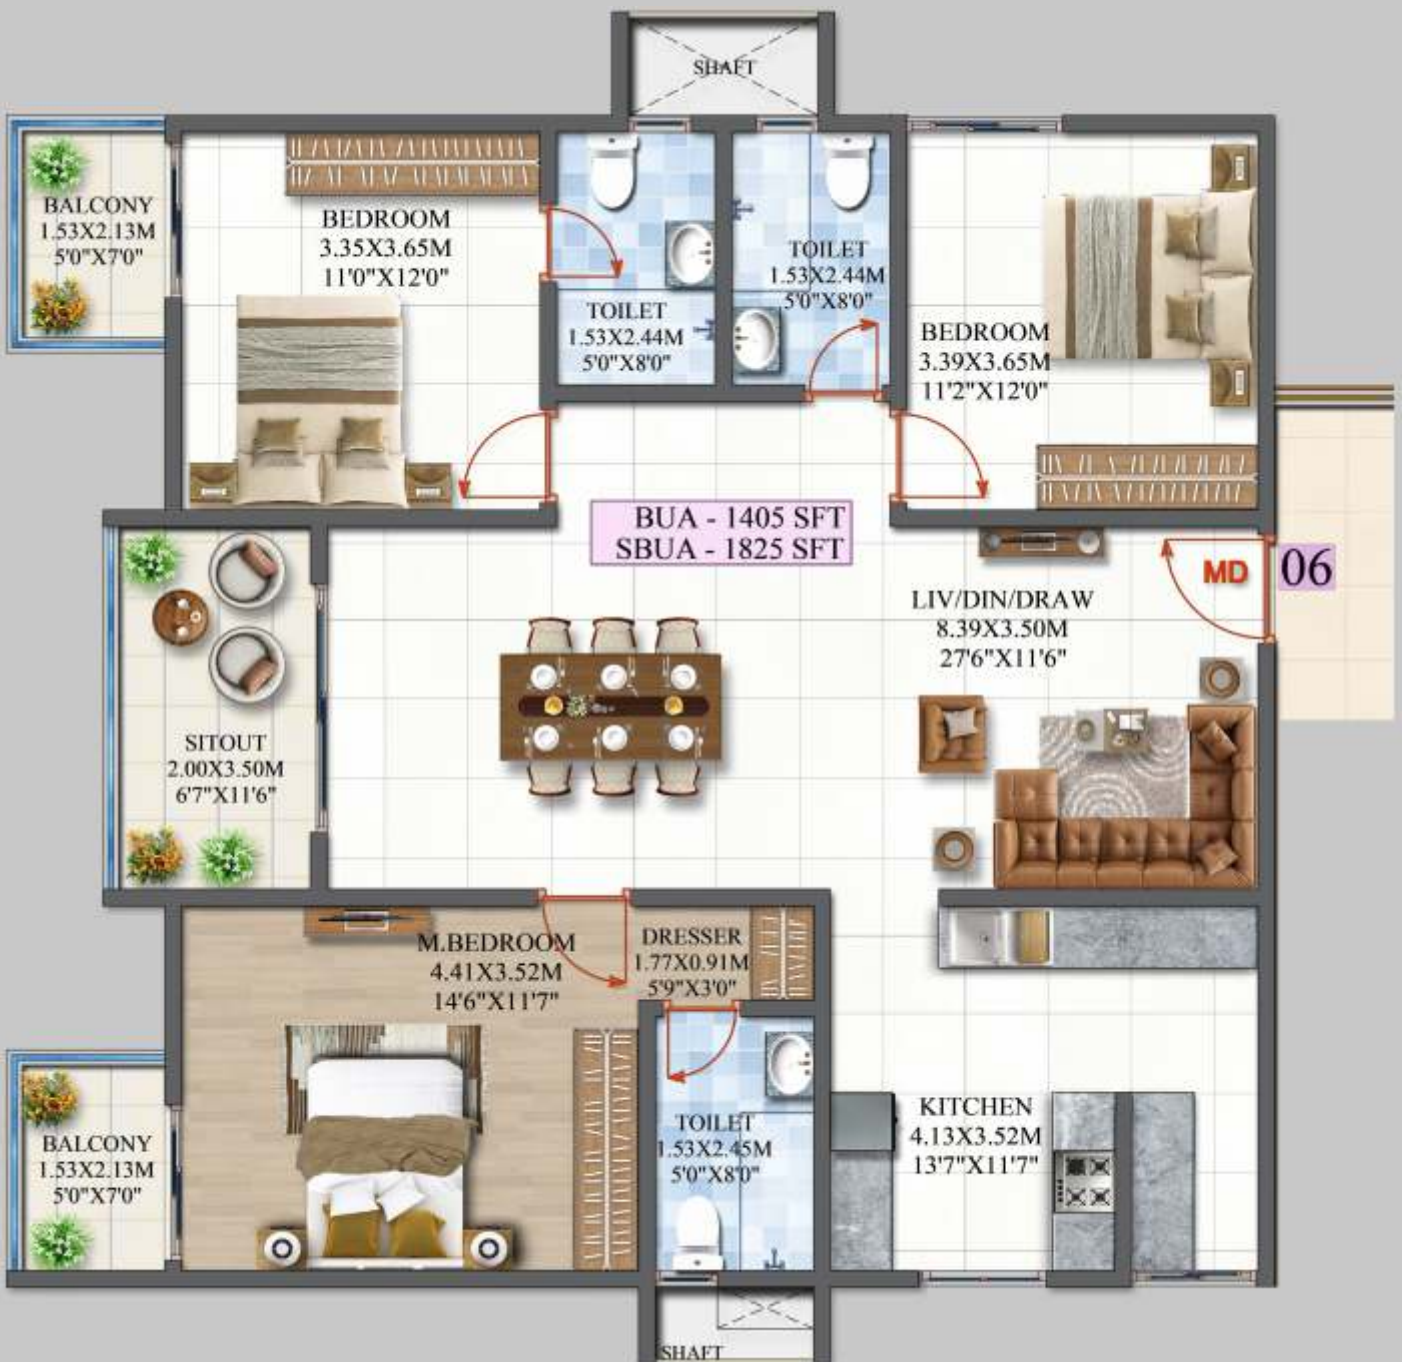 SHAFT
BALCONY
1.53X2.13M
5'0"X7'0"
BEDROOM
3.35X3.65M
11'0"X12'0"
TOILET
1.53X2.44M
5'0"X8'0"
TOILET
1.53X2.44M
5'0"X8'0"
BEDROOM
3.39X3.65M
11'2"X12'0"
BUA - 1405 SFT
SBUA - 1825 SFT
MD
06
LIV/DIN/DRAW
8.39X3.50M
27'6"X11'6"
SITOUT
2.00X3.50M
6'7"X11'6"
M.BEDROOM
4.41X3.52M
14'6"X11'7"
DRESSER
1.77X0.91M
5'9"X3'0"
BALCONY
1.53X2.13M
5'0"X7'0"
TOILET
1.53X2.45M
5'0"X8'0"
KITCHEN
4.13X3.52M
13'7"X11'7"
SHAFT